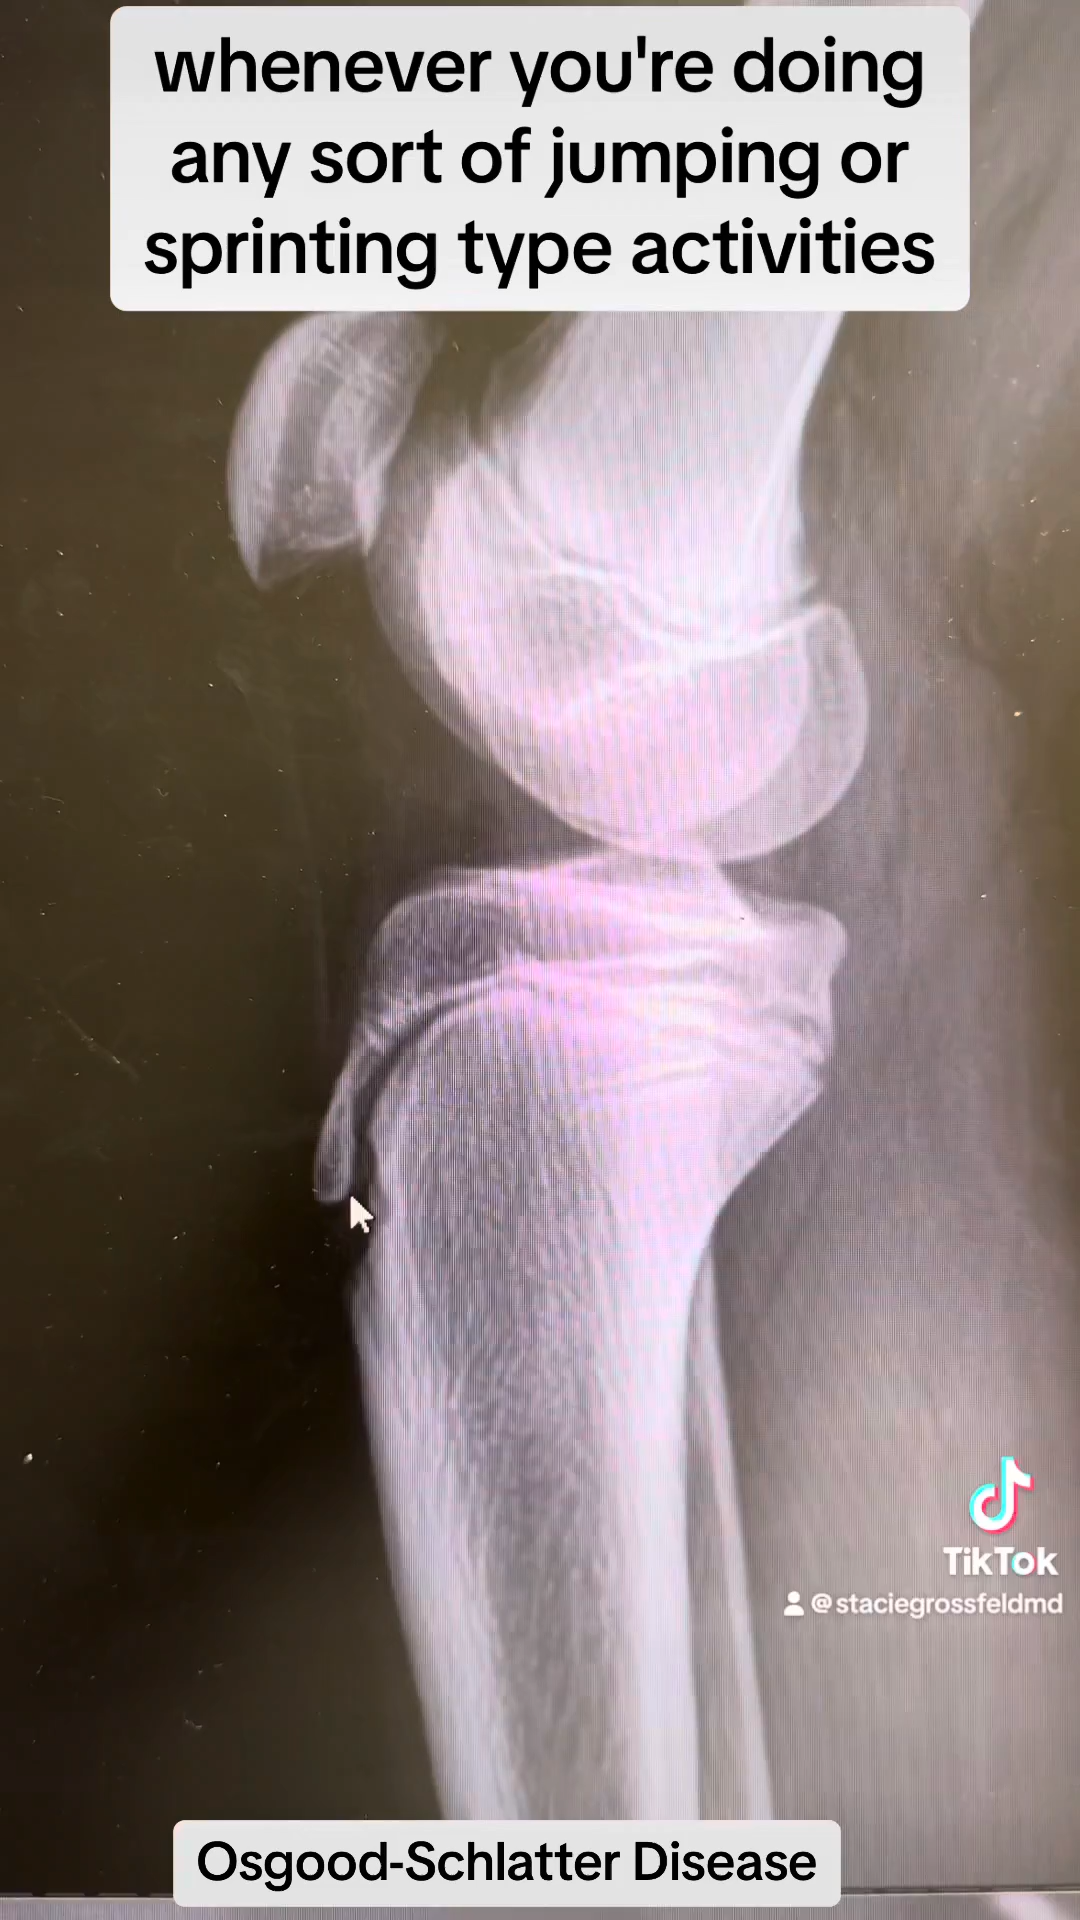 whenever you're doing
any sort of jumping or
sprinting type activities
TikTok
@staciegrossfeldmd
Osgood-Schlatter Disease